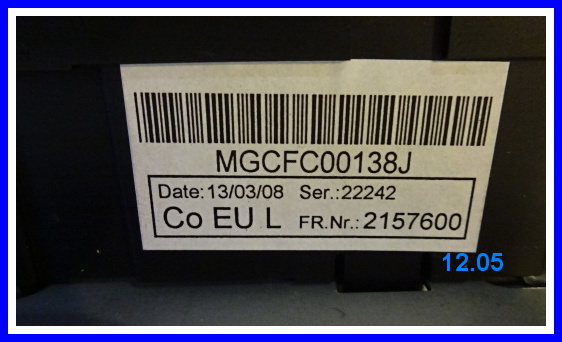 MGCFC00138J
Date:13/03/08 Ser.:22242
Co EU L FR.Nr.:2157600
12.05